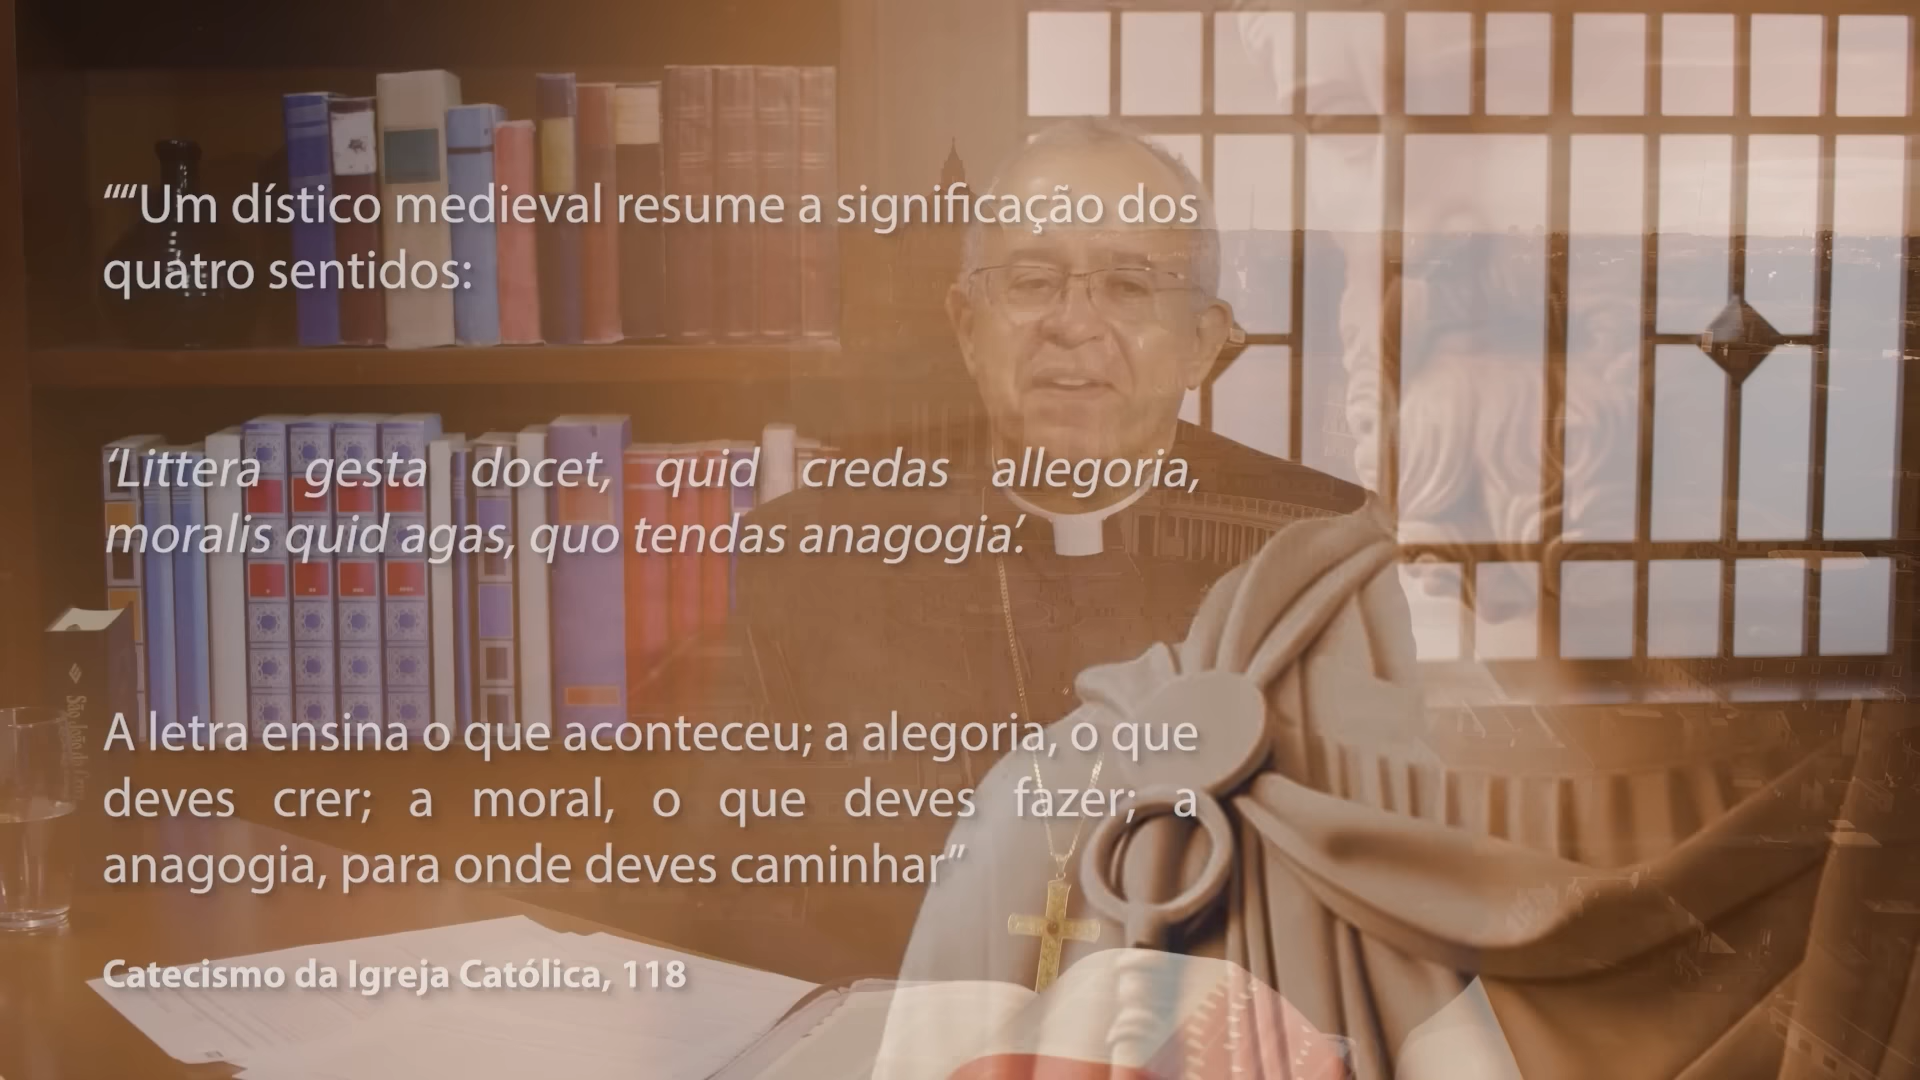 ““Um dístico medieval resume a significação dos
quatro sentidos:
‘Littera gesta docet, quid credas allegoria,
moralis quid agas, quo tendas anagogia’.
A letra ensina o que aconteceu; a alegoria, o que
deves crer; a moral, o que deves fazer; a
anagogia, para onde deves caminhar”
Catecismo da Igreja Católica, 118